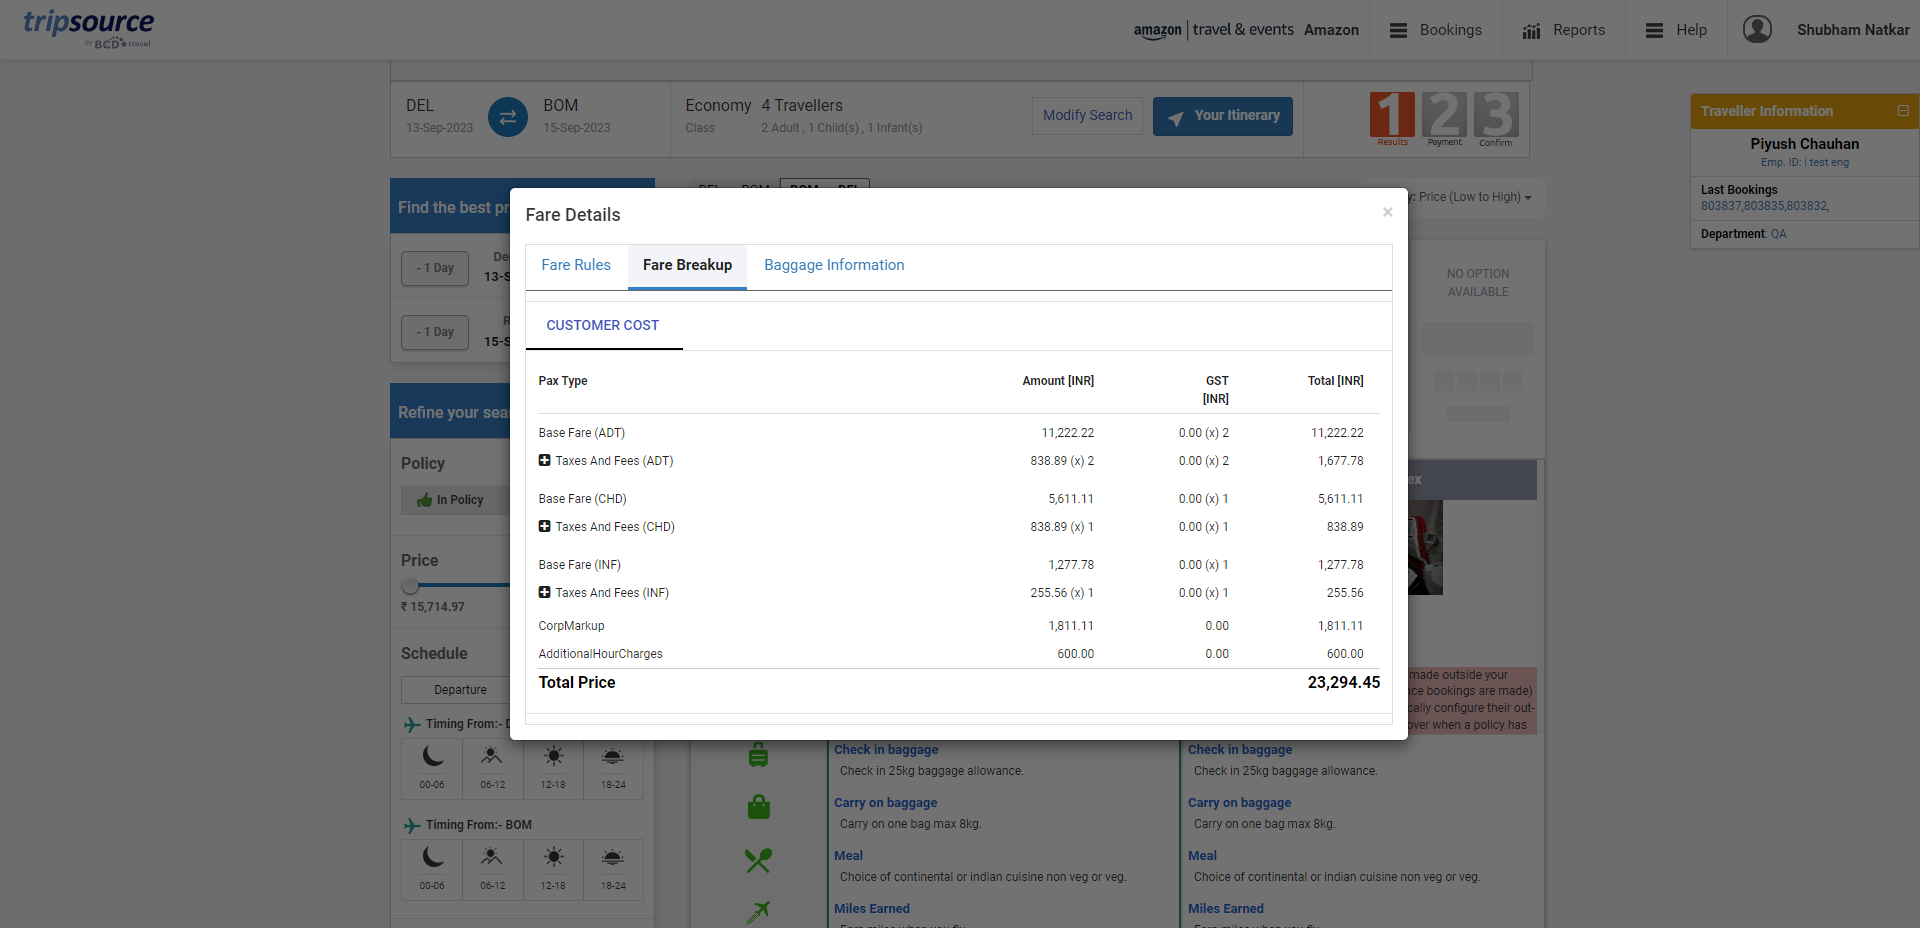 tripsource
by BCD travel
amazon | travel & events Amazon
Bookings
Reports
Help
Shubham Natkar
DEL
13-Sep-2023
BOM
15-Sep-2023
Economy 4 Travellers
Class 2 Adult , 1 Child(s) , 1 Infant(s)
Modify Search
Your Itinerary
1 2 3
Results Payment Confirm
Traveller Information
Piyush Chauhan
Emp. ID: | test eng
Last Bookings
803837,803835,803832,
Department: QA
Find the best pr
- 1 Day
De
13-S
- 1 Day
R
15-S
Refine your sea
Policy
In Policy
Price
₹ 15,714.97
Schedule
Departure
Timing From:- D
00-06 06-12 12-18 18-24
Timing From:- BOM
00-06 06-12 12-18 18-24
y: Price (Low to High)
NO OPTION
AVAILABLE
ex
Fare Details
×
Fare Rules Fare Breakup Baggage Information
CUSTOMER COST
Pax Type Amount [INR] GST [INR] Total [INR]
Base Fare (ADT) 11,222.22 0.00 (x) 2 11,222.22
Taxes And Fees (ADT) 838.89 (x) 2 0.00 (x) 2 1,677.78
Base Fare (CHD) 5,611.11 0.00 (x) 1 5,611.11
Taxes And Fees (CHD) 838.89 (x) 1 0.00 (x) 1 838.89
Base Fare (INF) 1,277.78 0.00 (x) 1 1,277.78
Taxes And Fees (INF) 255.56 (x) 1 0.00 (x) 1 255.56
CorpMarkup 1,811.11 0.00 1,811.11
AdditionalHourCharges 600.00 0.00 600.00
Total Price 23,294.45
made outside your
nce bookings are made)
cally configure their out-
over when a policy has
Check in baggage
Check in 25kg baggage allowance.
Carry on baggage
Carry on one bag max 8kg.
Meal
Choice of continental or indian cuisine non veg or veg.
Miles Earned
Check in baggage
Check in 25kg baggage allowance.
Carry on baggage
Carry on one bag max 8kg.
Meal
Choice of continental or indian cuisine non veg or veg.
Miles Earned